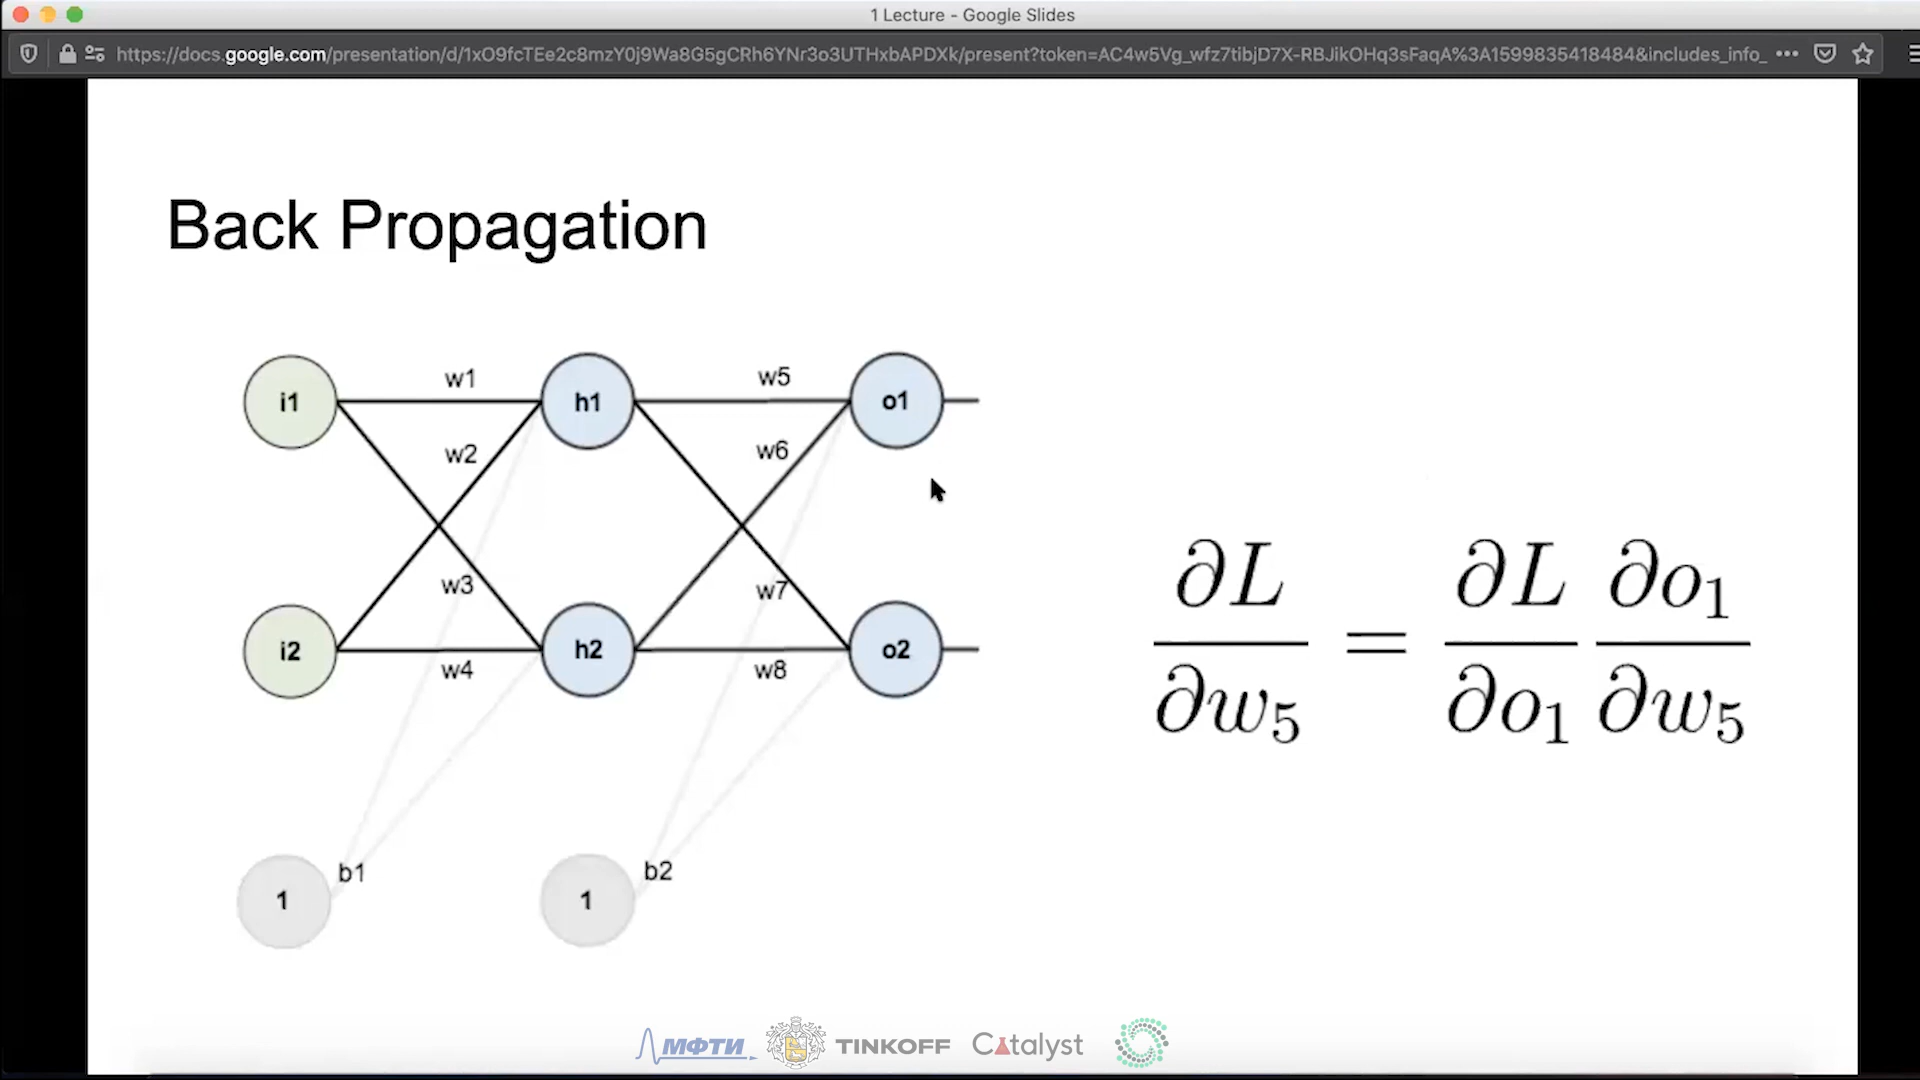 1 Lecture - Google Slides
https://docs.google.com/presentation/d/1xO9fcTEe2c8mzY0j9Wa8G5gCRh6YNr3o3UTHxbAPDXk/present?token=AC4w5Vg_wfz7tibjD7X-RBJikOHq3sFaqA%3A1599835418484&includes_info_
Back Propagation
w1 w5
i1 h1 o1
w2 w6
w3 w7
i2 h2 o2
w4 w8
∂L/∂w₅ = ∂L/∂o₁ ∂o₁/∂w₅
b1 b2
1 1
МФТИ TINKOFF Catalyst